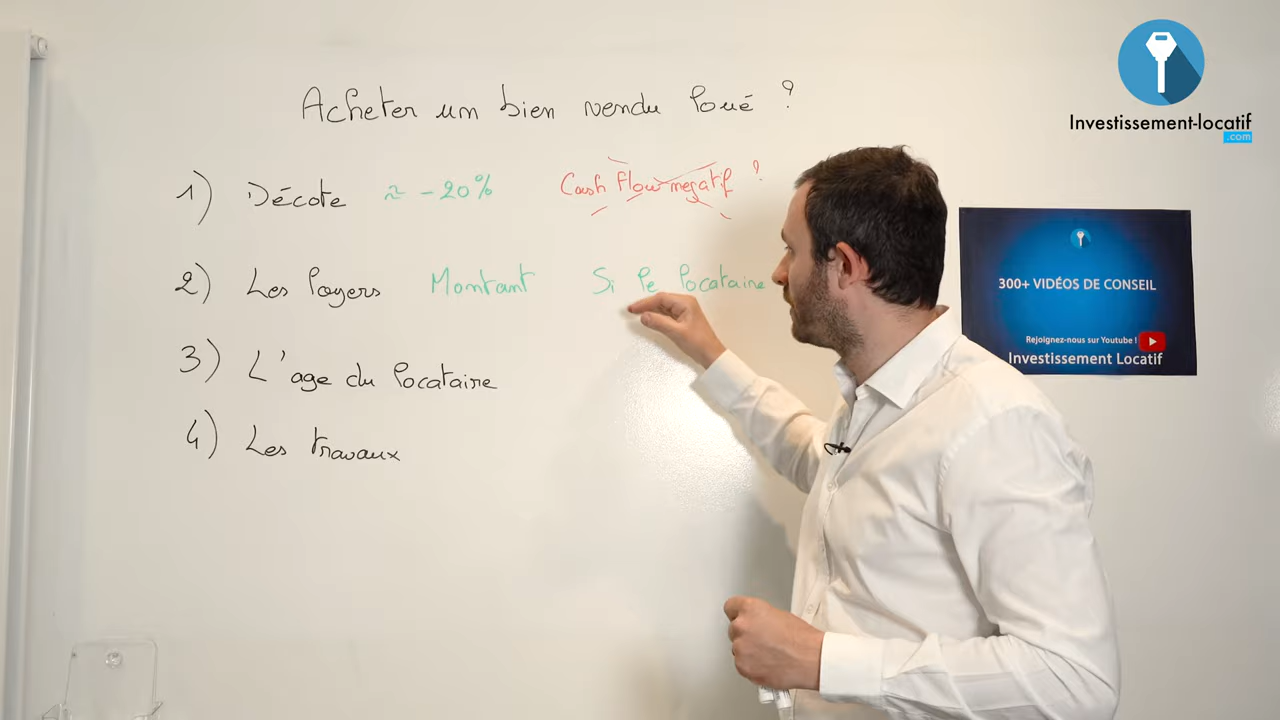 Acheter un bien vendu loué ?
1) Décote ≈ -20% Cash flow negatif ?
2) Les loyers Montant Si le locataire
3) L'age du locataire
4) Les travaux
Investissement-locatif
.com
300+ VIDÉOS DE CONSEIL
Rejoignez-nous sur Youtube !
Investissement Locatif